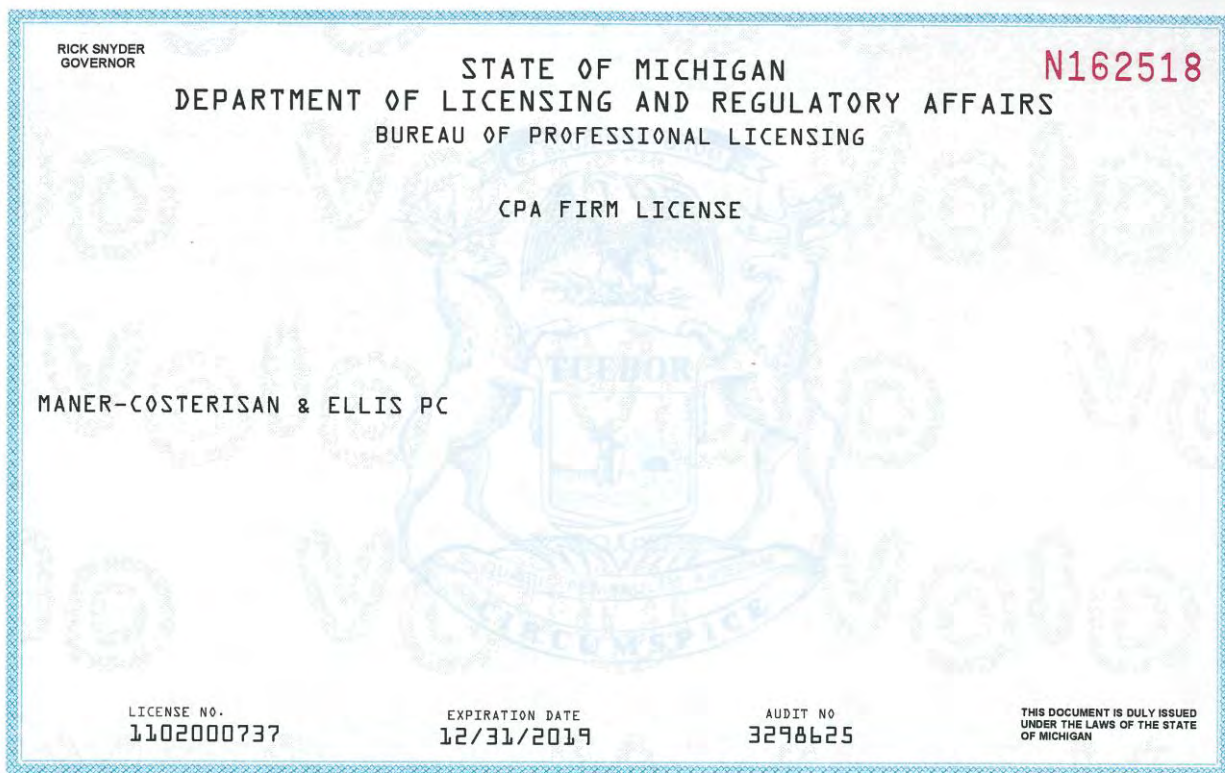 RICK SNYDER
GOVERNOR
N162518
STATE OF MICHIGAN
DEPARTMENT OF LICENSING AND REGULATORY AFFAIRS
BUREAU OF PROFESSIONAL LICENSING
CPA FIRM LICENSE
TUEBOR
MANER-COSTERISAN & ELLIS PC
CIRCUMSPICE
LICENSE NO.
1102000737
EXPIRATION DATE
12/31/2019
AUDIT NO
3298625
THIS DOCUMENT IS DULY ISSUED
UNDER THE LAWS OF THE STATE
OF MICHIGAN